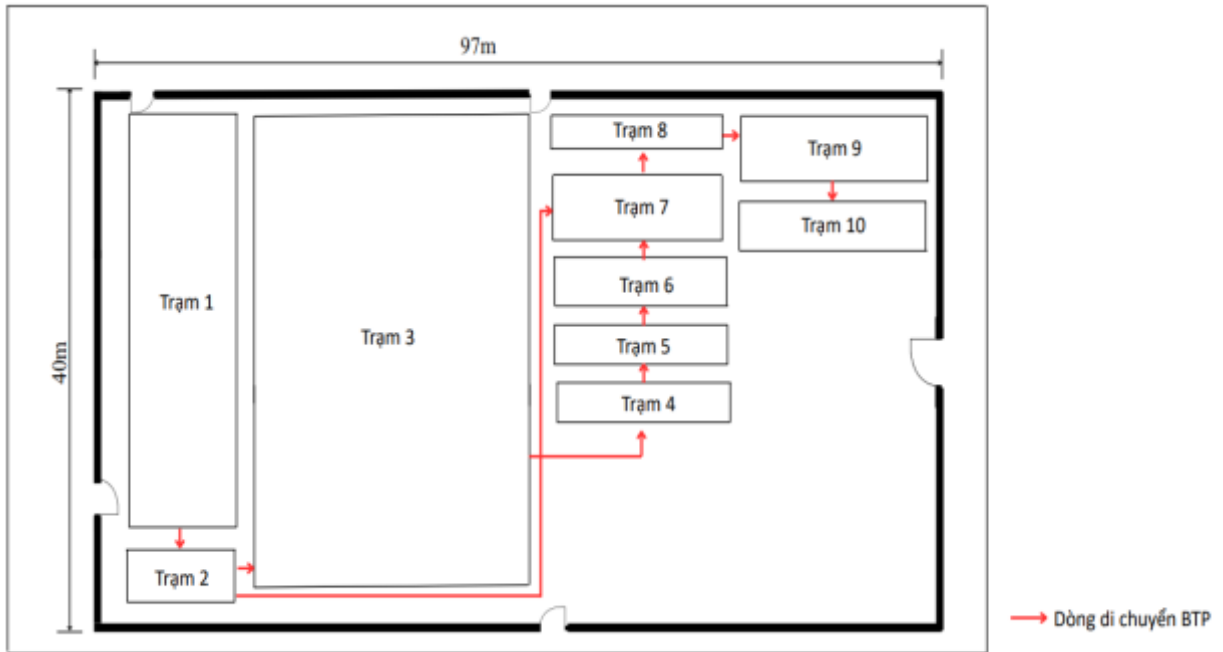 97m
40m
Trạm 1
Trạm 2
Trạm 3
Trạm 4
Trạm 5
Trạm 6
Trạm 7
Trạm 8
Trạm 9
Trạm 10
Dòng di chuyển BTP